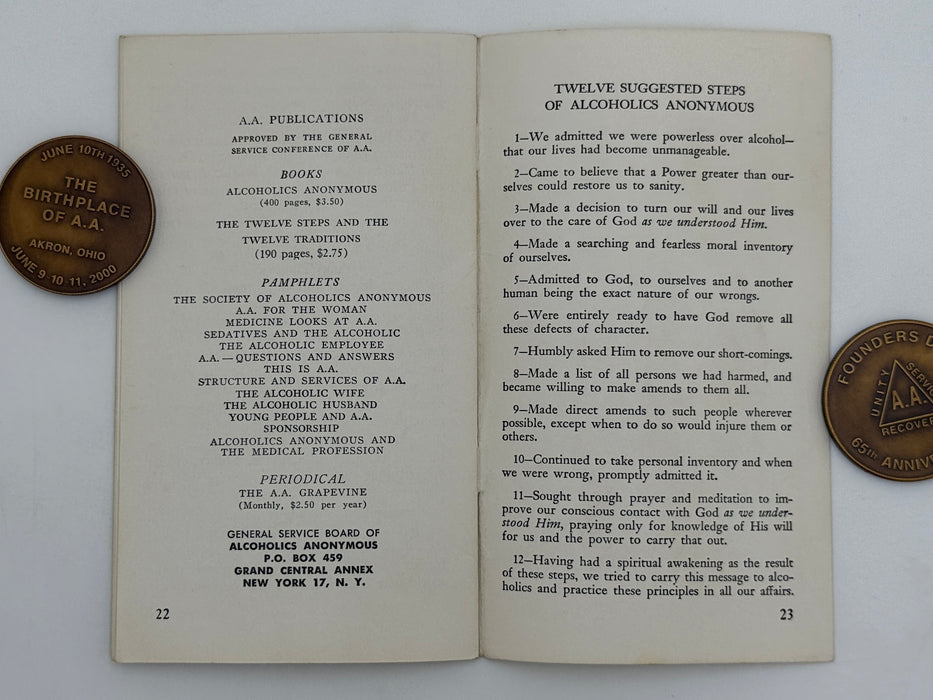 JUNE 10TH 1935
THE
BIRTHPLACE
OF A.A.
AKRON, OHIO
JUNE 9-10-11, 2000
A.A. PUBLICATIONS
APPROVED BY THE GENERAL
SERVICE CONFERENCE OF A.A.
BOOKS
ALCOHOLICS ANONYMOUS
(400 pages, $3.50)
THE TWELVE STEPS AND THE
TWELVE TRADITIONS
(190 pages, $2.75)
PAMPHLETS
THE SOCIETY OF ALCOHOLICS ANONYMOUS
A.A. FOR THE WOMAN
MEDICINE LOOKS AT A.A.
SEDATIVES AND THE ALCOHOLIC
THE ALCOHOLIC EMPLOYEE
A.A. — QUESTIONS AND ANSWERS
THIS IS A.A.
STRUCTURE AND SERVICES OF A.A.
THE ALCOHOLIC WIFE
THE ALCOHOLIC HUSBAND
YOUNG PEOPLE AND A.A.
SPONSORSHIP
ALCOHOLICS ANONYMOUS AND
THE MEDICAL PROFESSION
PERIODICAL
THE A.A. GRAPEVINE
(Monthly, $2.50 per year)
GENERAL SERVICE BOARD OF
ALCOHOLICS ANONYMOUS
P.O. BOX 459
GRAND CENTRAL ANNEX
NEW YORK 17, N. Y.
22
TWELVE SUGGESTED STEPS
OF ALCOHOLICS ANONYMOUS
1—We admitted we were powerless over alcohol—
that our lives had become unmanageable.
2—Came to believe that a Power greater than our-
selves could restore us to sanity.
3—Made a decision to turn our will and our lives
over to the care of God as we understood Him.
4—Made a searching and fearless moral inventory
of ourselves.
5—Admitted to God, to ourselves and to another
human being the exact nature of our wrongs.
6—Were entirely ready to have God remove all
these defects of character.
7—Humbly asked Him to remove our short-comings.
8—Made a list of all persons we had harmed, and
became willing to make amends to them all.
9—Made direct amends to such people wherever
possible, except when to do so would injure them or
others.
10—Continued to take personal inventory and when
we were wrong, promptly admitted it.
11—Sought through prayer and meditation to im-
prove our conscious contact with God as we under-
stood Him, praying only for knowledge of His will
for us and the power to carry that out.
12—Having had a spiritual awakening as the result
of these steps, we tried to carry this message to alco-
holics and practice these principles in all our affairs.
23
FOUNDERS
UNITY
A.A.
RECOVER
65th